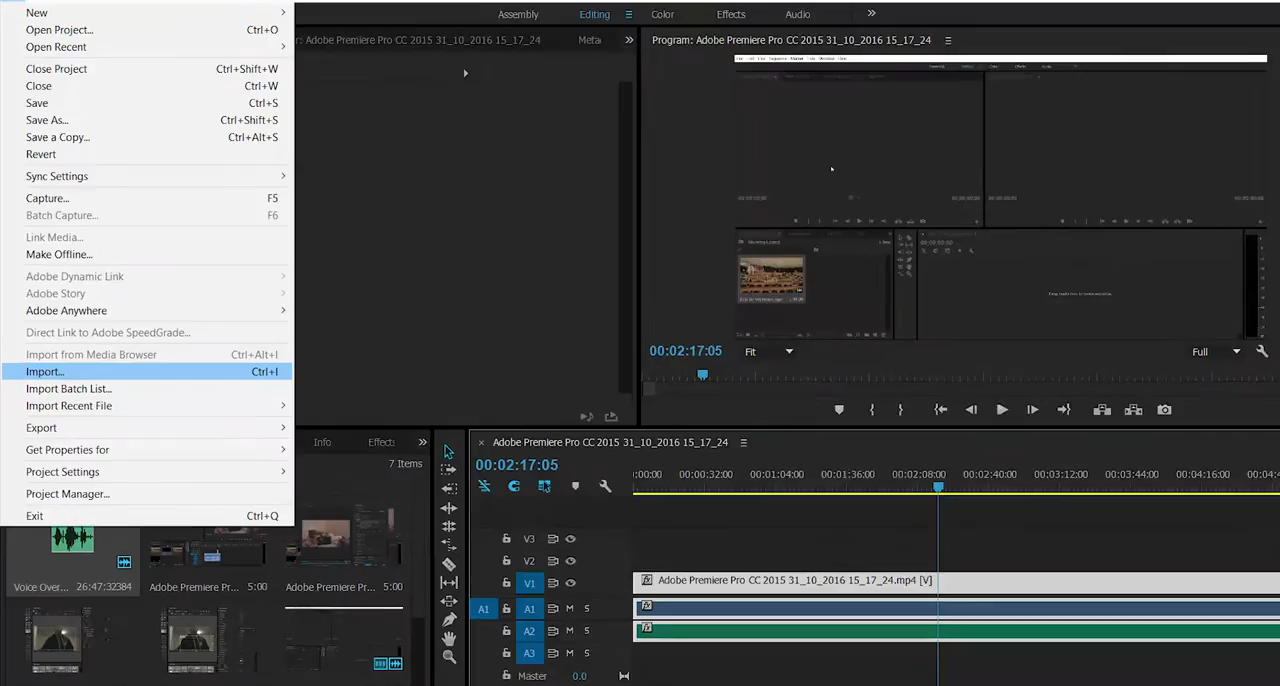 New
Open Project... Ctrl+O
Open Recent
Close Project Ctrl+Shift+W
Close Ctrl+W
Save Ctrl+S
Save As... Ctrl+Shift+S
Save a Copy... Ctrl+Alt+S
Revert
Sync Settings
Capture... F5
Batch Capture... F6
Link Media...
Make Offline...
Adobe Dynamic Link
Adobe Story
Adobe Anywhere
Direct Link to Adobe SpeedGrade...
Import from Media Browser Ctrl+Alt+I
Import... Ctrl+I
Import Batch List...
Import Recent File
Export
Get Properties for
Project Settings
Project Manager...
Exit Ctrl+Q
Assembly Editing Color Effects Audio
r: Adobe Premiere Pro CC 2015 31_10_2016 15_17_24 Meta
Program: Adobe Premiere Pro CC 2015 31_10_2016 15_17_24
00:02:17:05 Fit Full
Info Effects
7 Items
Voice Over... 26:47:32384
Adobe Premiere Pr... 5:00
Adobe Premiere Pr... 5:00
Adobe Premiere Pro CC 2015 31_10_2016 15_17_24
00:02:17:05
:00:00 00:00:32:00 00:01:04:00 00:01:36:00 00:02:08:00 00:02:40:00 00:03:12:00 00:03:44:00 00:04:16:00 00:04:4
V3
V2
V1 Adobe Premiere Pro CC 2015 31_10_2016 15_17_24.mp4 [V]
A1 A1 M S
A2 M S
A3 M S
Master 0.0